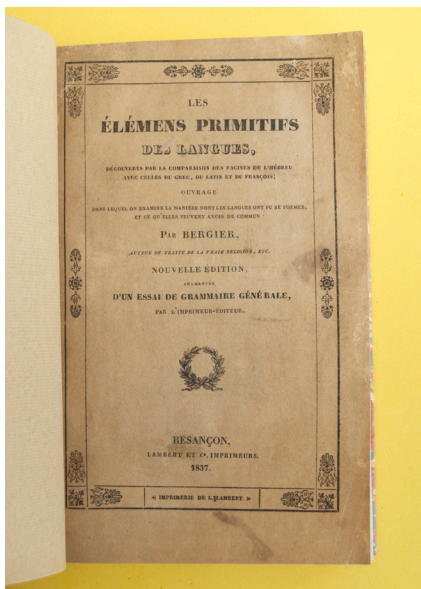 LES
ÉLÉMENS PRIMITIFS
DES LANGUES,
DÉCOUVERTS PAR LA COMPARAISON DES RACINES DE L'HÉBREU
AVEC CELLES DU GREC, DU LATIN ET DU FRANÇOIS;
OUVRAGE
DANS LEQUEL ON EXAMINE LA MANIÈRE DONT LES LANGUES ONT PU SE FORMER,
ET CE QU'ELLES PEUVENT AVOIR DE COMMUN
PAR BERGIER,
AUTEUR DU TRAITÉ DE LA VRAIE RELIGION, ETC.
NOUVELLE ÉDITION,
AUGMENTÉE
D'UN ESSAI DE GRAMMAIRE GÉNÉRALE,
PAR L'IMPRIMEUR-ÉDITEUR.
BESANÇON,
LAMBERT ET Cⁱᵉ, IMPRIMEURS.
1837.
« IMPRIMERIE DE L. LAMBERT. »